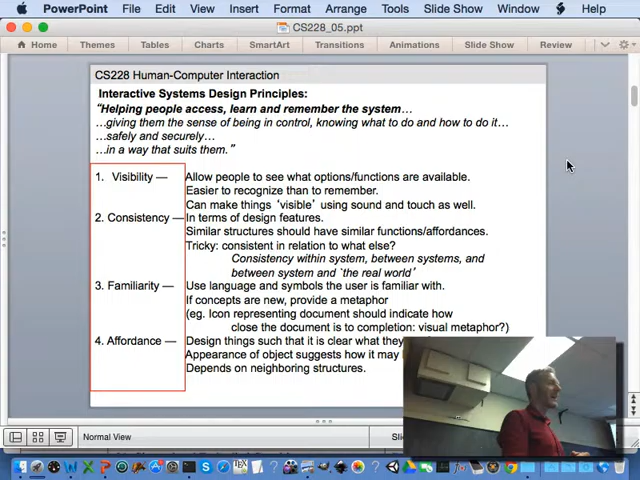 PowerPoint File Edit View Insert Format Arrange Tools Slide Show Window Help
CS228_05.ppt
Home Themes Tables Charts SmartArt Transitions Animations Slide Show Review
CS228 Human-Computer Interaction
Interactive Systems Design Principles:
“Helping people access, learn and remember the system…
…giving them the sense of being in control, knowing what to do and how to do it…
…safely and securely…
…in a way that suits them.”
1. Visibility — Allow people to see what options/functions are available.
Easier to recognize than to remember.
Can make things ‘visible’ using sound and touch as well.
2. Consistency — In terms of design features.
Similar structures should have similar functions/affordances.
Tricky: consistent in relation to what else?
Consistency within system, between systems, and
between system and `the real world’
3. Familiarity — Use language and symbols the user is familiar with.
If concepts are new, provide a metaphor
(eg. Icon representing document should indicate how
close the document is to completion: visual metaphor?)
4. Affordance — Design things such that it is clear what
Appearance of object suggests how it may
Depends on neighboring structures.
Normal View